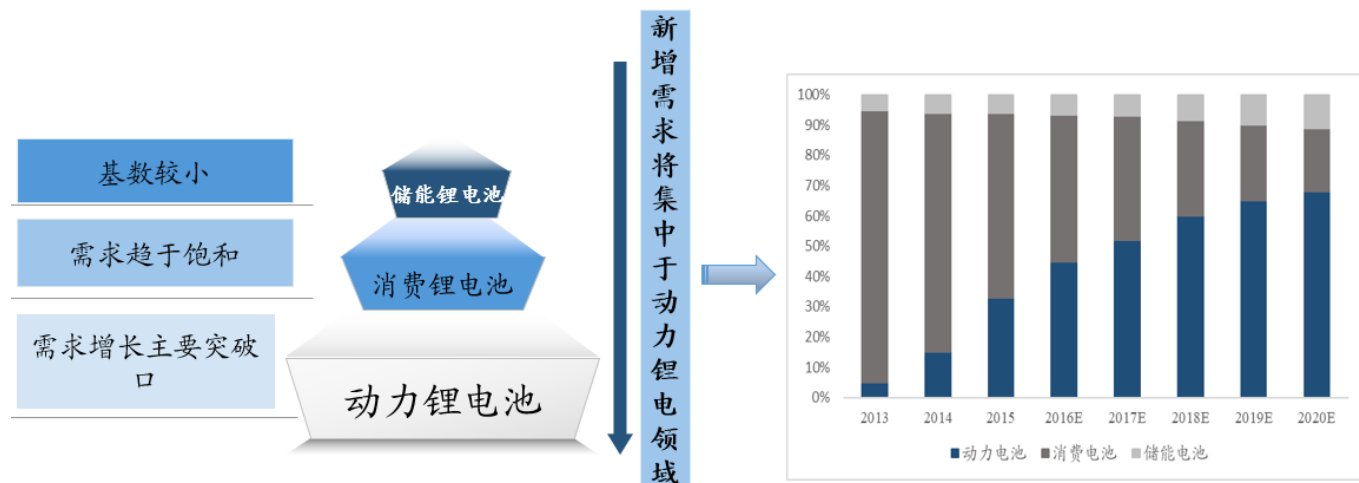 基数较小
需求趋于饱和
需求增长主要突破
口
储能锂电池
消费锂电池
动力锂电池
新增需求将集中于动力锂电领域
100%
90%
80%
70%
60%
50%
40%
30%
20%
10%
0%
2013
2014
2015
2016E
2017E
2018E
2019E
2020E
动力电池
消费电池
储能电池